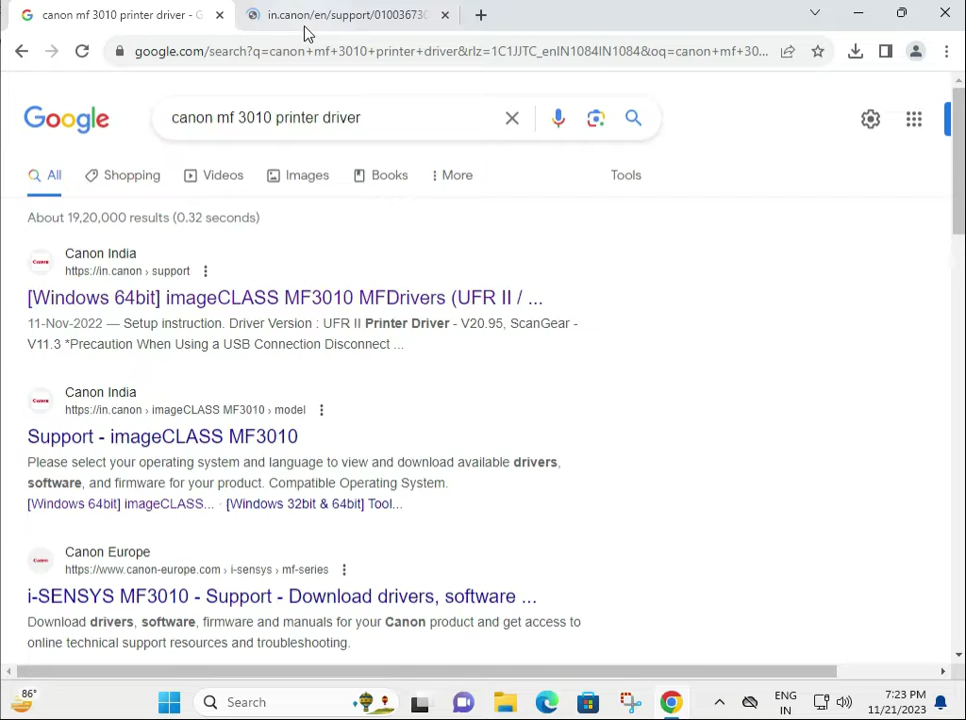 canon mf 3010 printer driver - G
in.canon/en/support/010036730
google.com/search?q=canon+mf+3010+printer+driver&rlz=1C1JJTC_enIN1084IN1084&oq=canon+mf+30...
Google
canon mf 3010 printer driver
All
Shopping
Videos
Images
Books
More
Tools
About 19,20,000 results (0.32 seconds)
Canon
Canon India
https://in.canon › support
[Windows 64bit] imageCLASS MF3010 MFDrivers (UFR II / ...
11-Nov-2022 — Setup instruction. Driver Version : UFR II Printer Driver - V20.95, ScanGear -
V11.3 *Precaution When Using a USB Connection Disconnect ...
Canon
Canon India
https://in.canon › imageCLASS MF3010 › model
Support - imageCLASS MF3010
Please select your operating system and language to view and download available drivers,
software, and firmware for your product. Compatible Operating System.
[Windows 64bit] imageCLASS... · [Windows 32bit & 64bit] Tool...
Canon
Canon Europe
https://www.canon-europe.com › i-sensys › mf-series
i-SENSYS MF3010 - Support - Download drivers, software ...
Download drivers, software, firmware and manuals for your Canon product and get access to
online technical support resources and troubleshooting.
86°
Search
ENG
IN
7:23 PM
11/21/2023